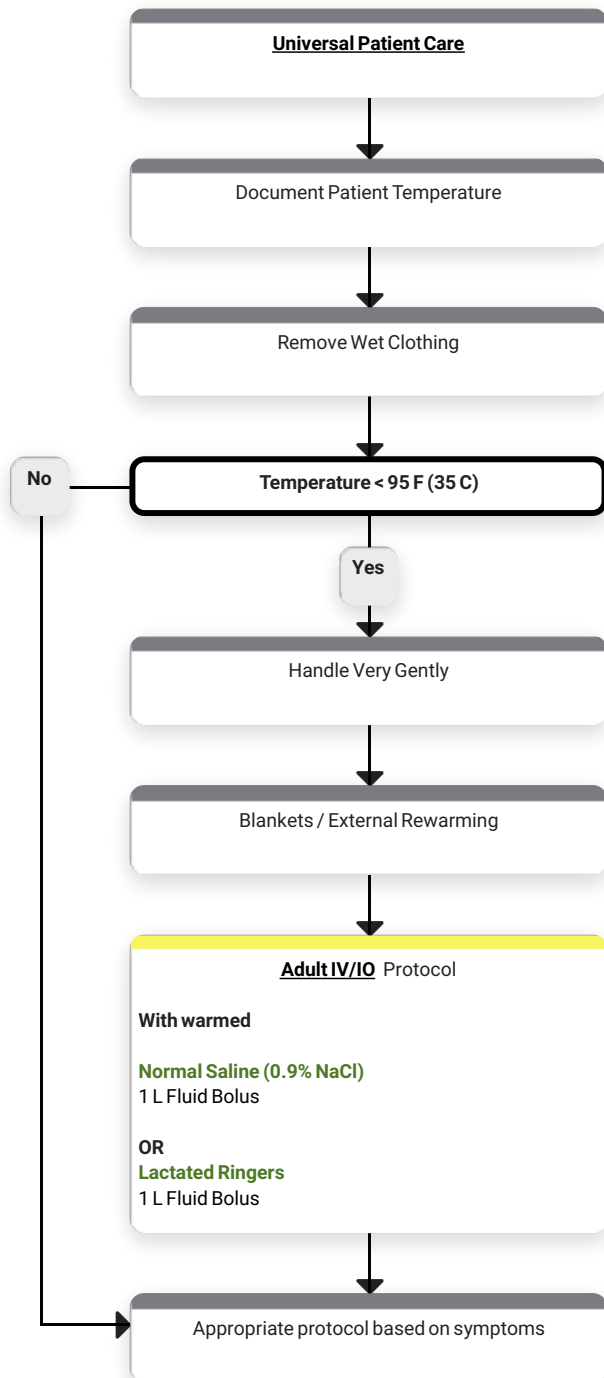 Universal Patient Care
Document Patient Temperature
Remove Wet Clothing
No
Temperature < 95 F (35 C)
Yes
Handle Very Gently
Blankets / External Rewarming
Adult IV/IO Protocol
With warmed
Normal Saline (0.9% NaCl)
1 L Fluid Bolus
OR
Lactated Ringers
1 L Fluid Bolus
Appropriate protocol based on symptoms